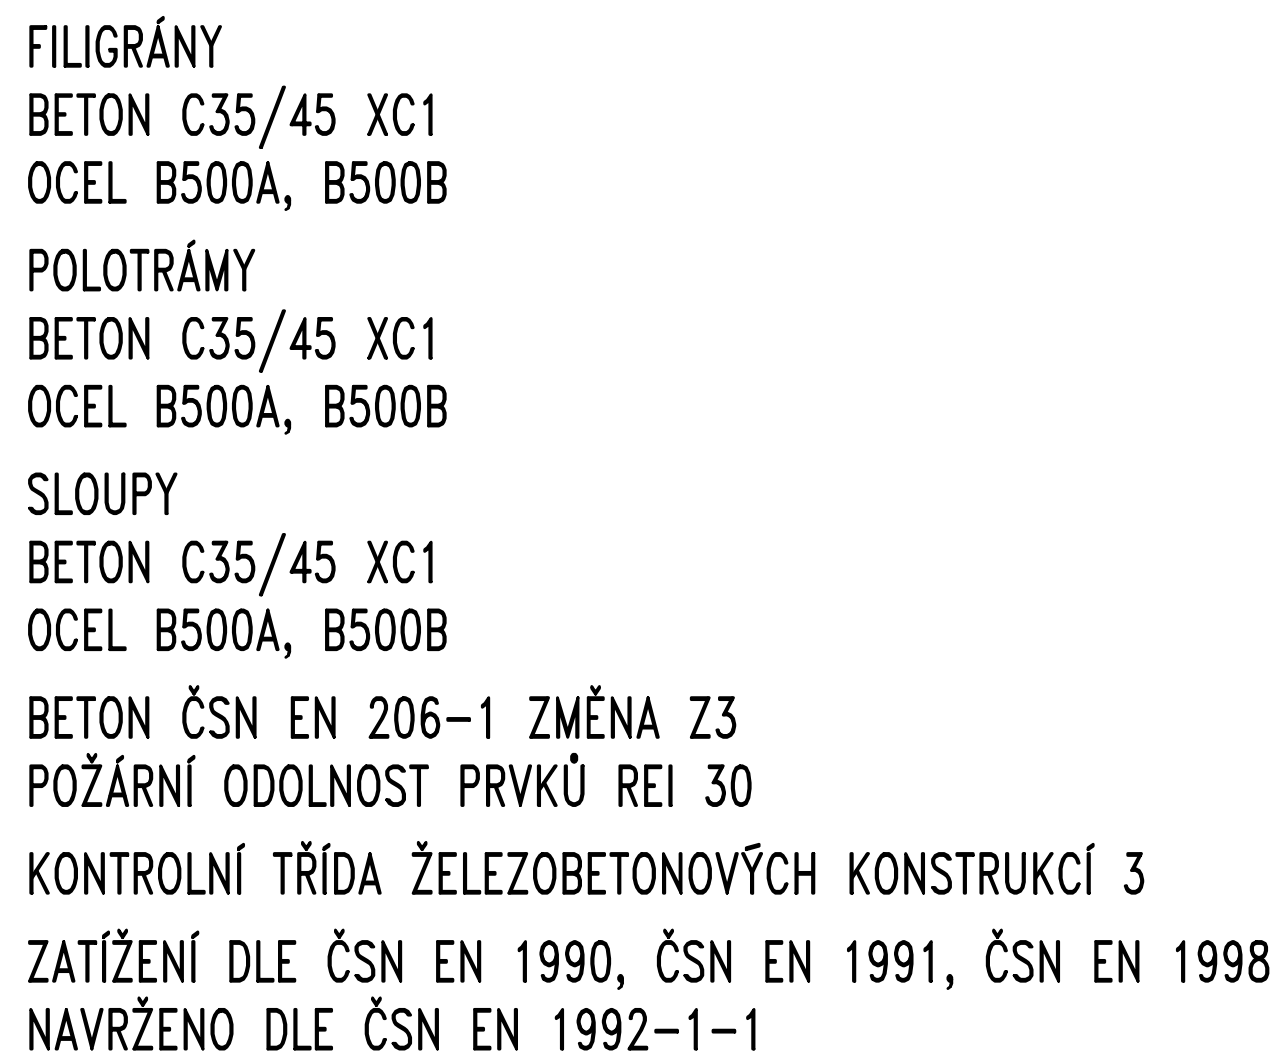 FILIGRÁNY
BETON C35/45 XC1
OCEL B500A, B500B
POLOTRÁMY
BETON C35/45 XC1
OCEL B500A, B500B
SLOUPY
BETON C35/45 XC1
OCEL B500A, B500B
BETON ČSN EN 206-1 ZMĚNA Z3
POŽÁRNÍ ODOLNOST PRVKŮ REI 30
KONTROLNÍ TŘÍDA ŽELEZOBETONOVÝCH KONSTRUKCÍ 3
ZATÍŽENÍ DLE ČSN EN 1990, ČSN EN 1991, ČSN EN 1998
NAVRŽENO DLE ČSN EN 1992-1-1